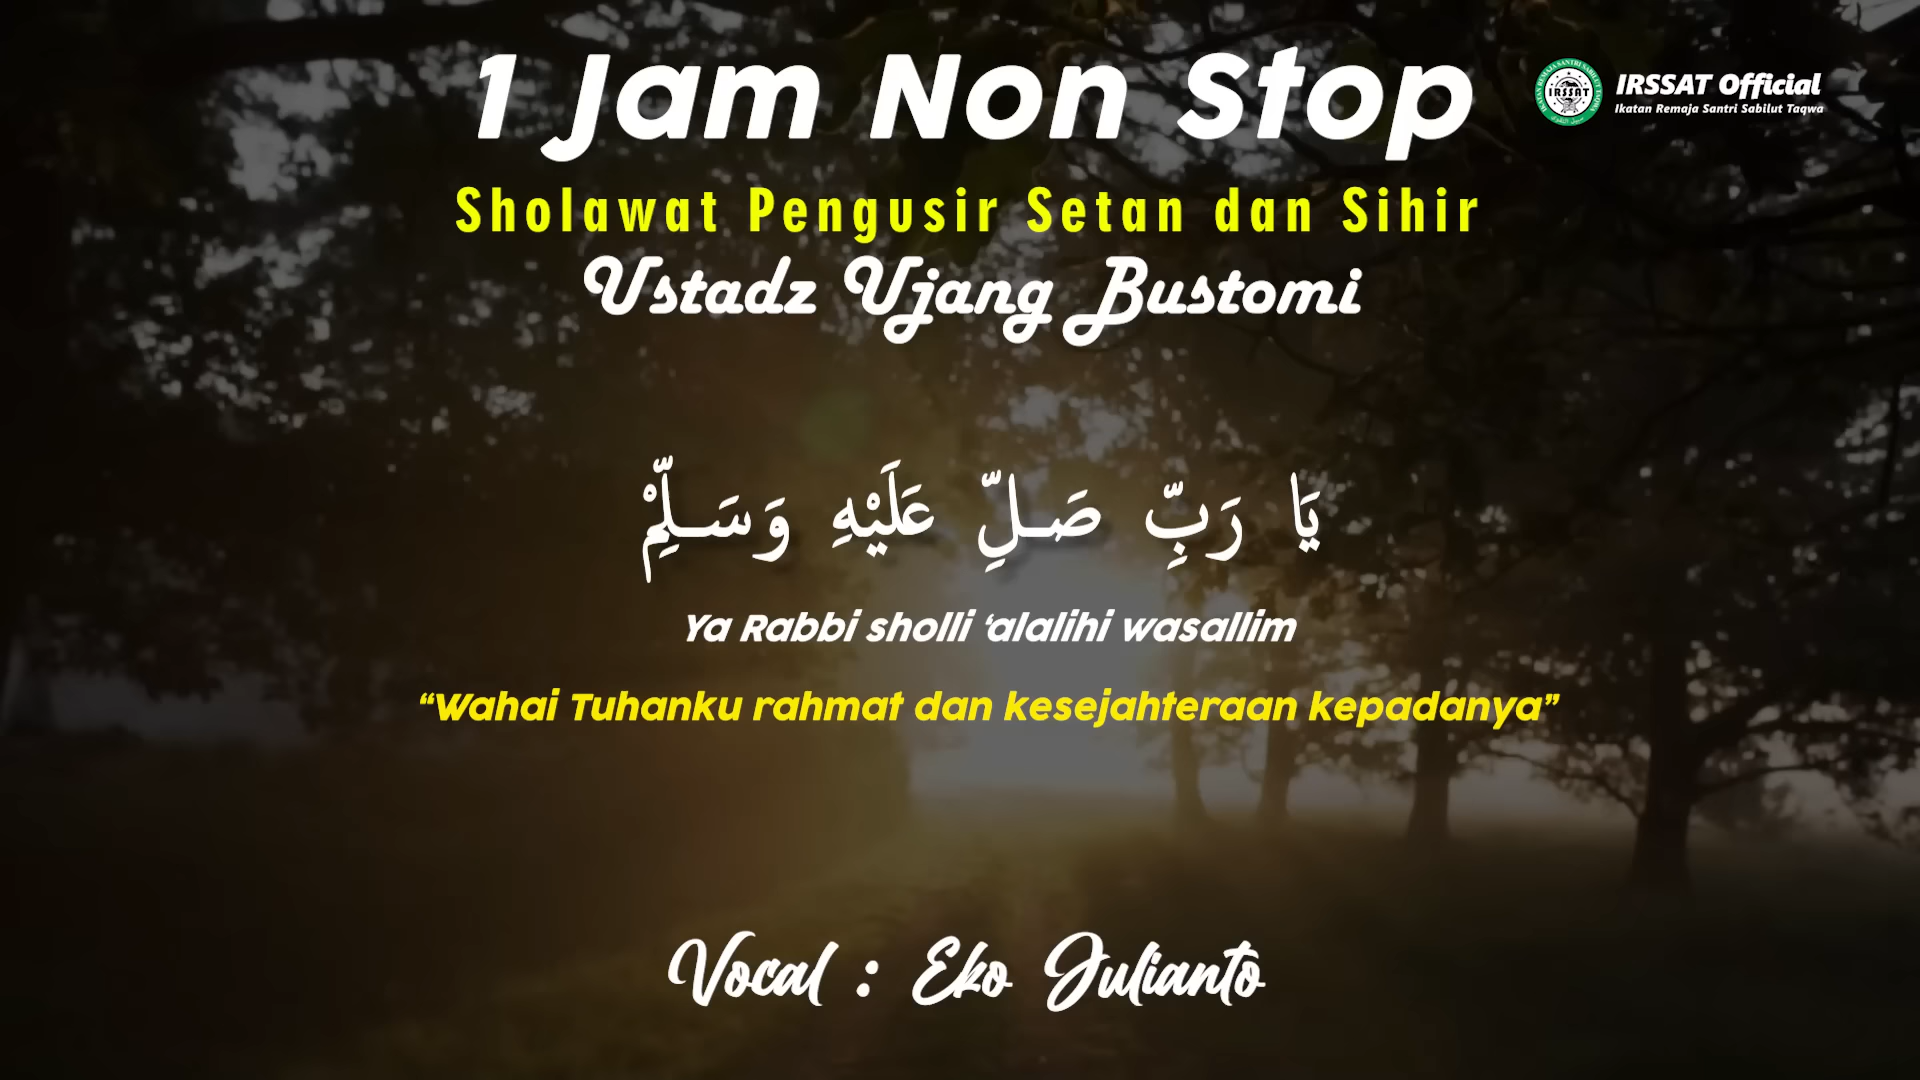 1 Jam Non Stop
IRSSAT Official
Ikatan Remaja Santri Sabilut Taqwa
IRSSAT
Sholawat Pengusir Setan dan Sihir
Ustadz Ujang Bustomi
يَا رَبِّ صَلِّ عَلَيْهِ وَسَلِّمْ
Ya Rabbi sholli ‘alalihi wasallim
“Wahai Tuhanku rahmat dan kesejahteraan kepadanya”
Vocal : Eko Julianto